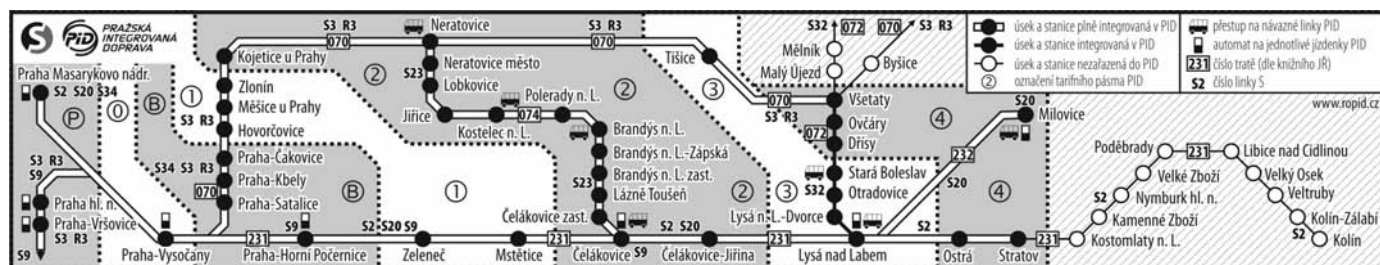 S PID PRAŽSKÁ
INTEGROVANÁ
DOPRAVA
Praha Masarykovo nádr.
S2 S20 S34
P
0
B
1
S3 R3
S9
Praha hl. n.
Praha-Vršovice
S3 R3
S9
Praha-Vysočany
S3 R3
070
Kojetice u Prahy
Zlonín
Měšice u Prahy
S3 R3
Hovorčovice
Praha-Čakovice
S34 S3 R3
Praha-Kbely
070
Praha-Satalice
B
231
S9
Praha-Horní Počernice
S2 S20 S9
1
Zeleneč
Mstětice
231
2
Neratovice
S23
Neratovice město
Lobkovice
Jiřice
Kostelec n. L.
074
Polerady n. L.
2
Brandýs n. L.
Brandýs n. L.-Zápská
Brandýs n. L. zast.
S23
Lázně Toušeň
Čelákovice zast.
Čelákovice
S9
2
S2 S20
Čelákovice-Jiřina
231
S3 R3
070
Tišice
3
070
S3 R3
S32
072
070
S3 R3
Mělník
Malý Újezd
Byšice
Všetaty
Ovčáry
072
Dřísy
Stará Boleslav
S32
Otradovice
3
Lysá n. L.-Dvorce
Lysá nad Labem
S2
4
S20
Milovice
232
S20
4
Ostrá
Stratov
231
Kostomlaty n. L.
Kamenné Zboží
S2
Nymburk hl. n.
Velké Zboží
Poděbrady
231
Libice nad Cidlinou
Velký Osek
Veltruby
Kolín-Zálabí
S2
Kolín
úsek a stanice plně integrovaná v PID
úsek a stanice integrovaná v PID
úsek a stanice nezařazená do PID
2 označení tarifního pásma PID
přestup na návazné linky PID
automat na jednotlivé jízdenky PID
231 číslo tratě (dle knižního JŘ)
S2 číslo linky S
www.ropid.cz